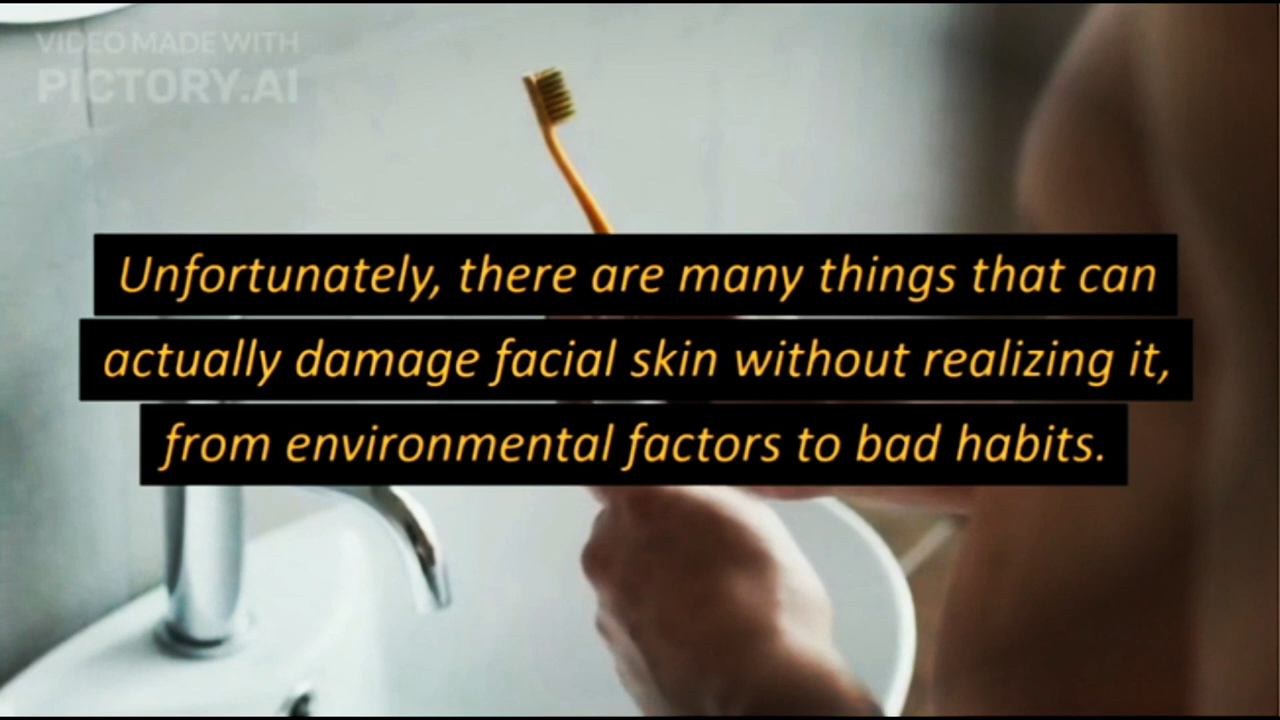 VIDEO MADE WITH
PICTORY.AI
Unfortunately, there are many things that can
actually damage facial skin without realizing it,
from environmental factors to bad habits.